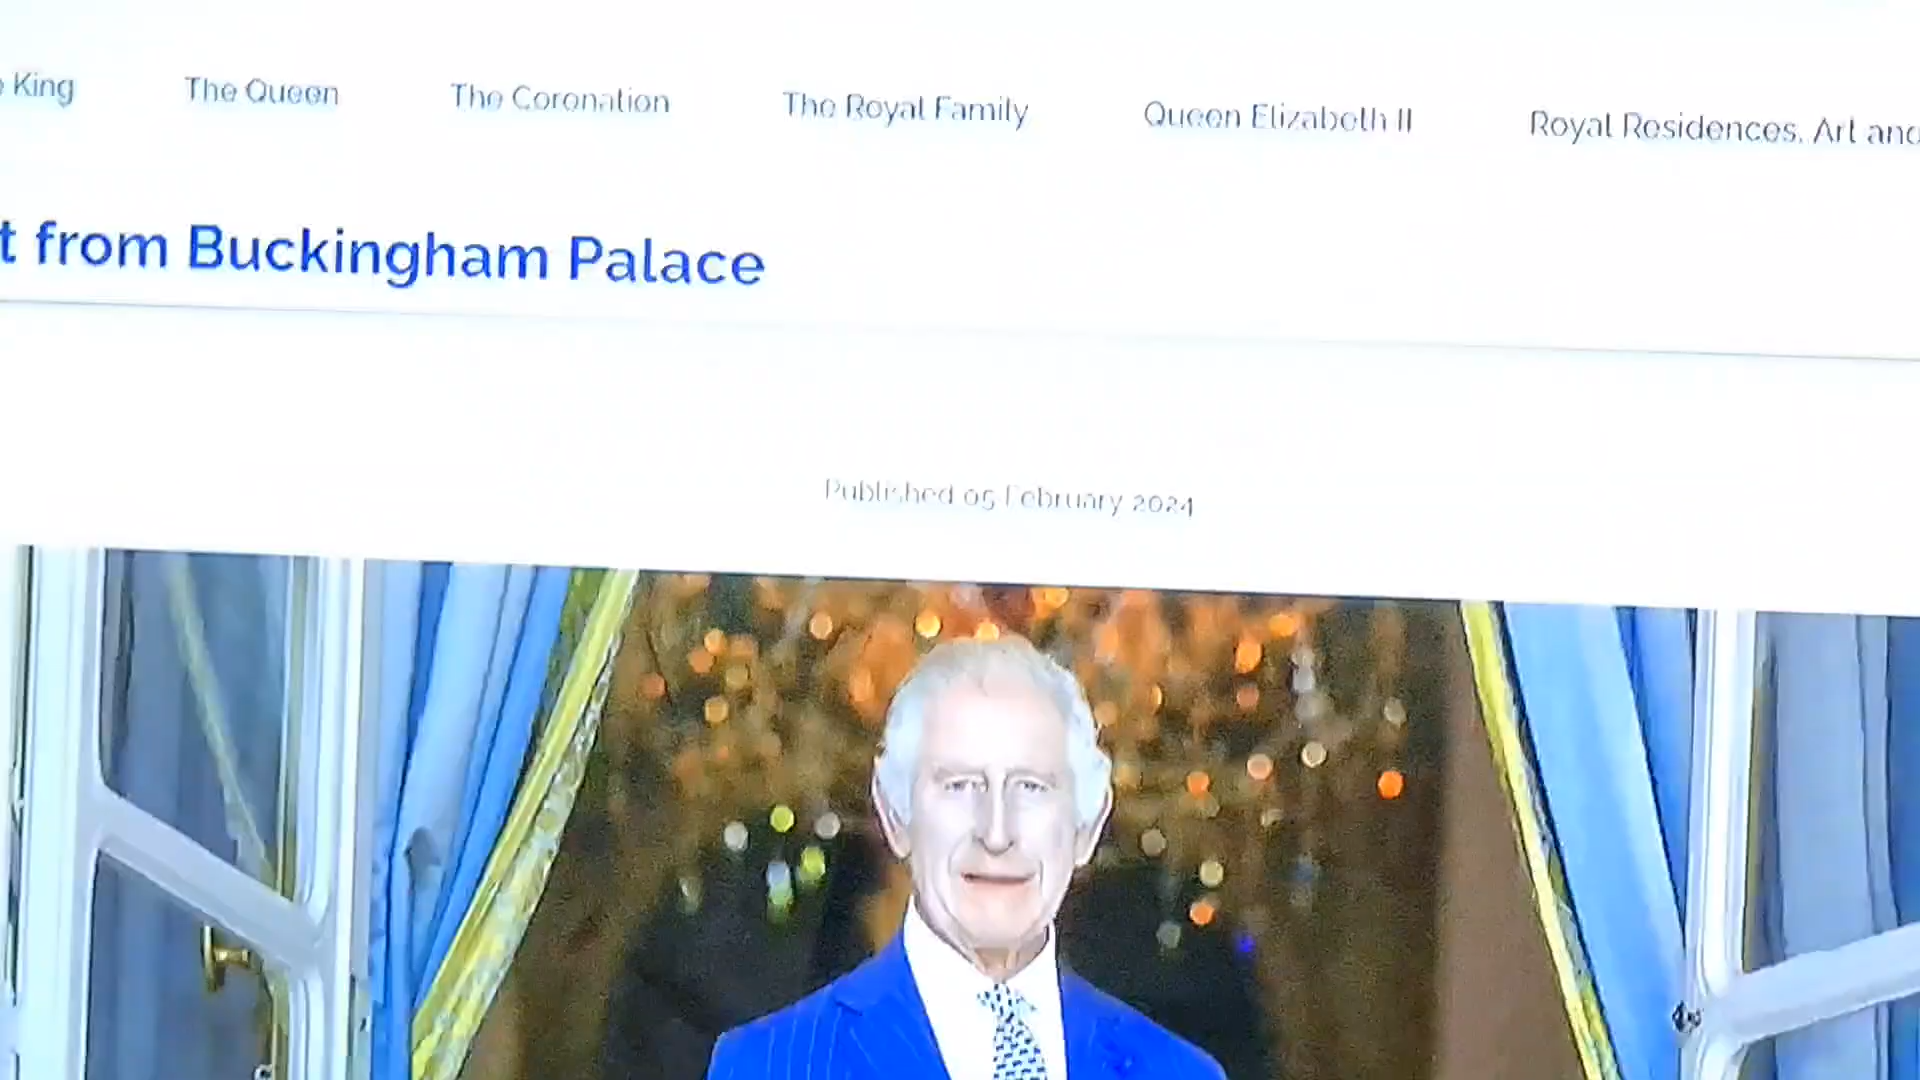 King
The Queen
The Coronation
The Royal Family
Queen Elizabeth II
Royal Residences, Art and
t from Buckingham Palace
Published 05 February 2024